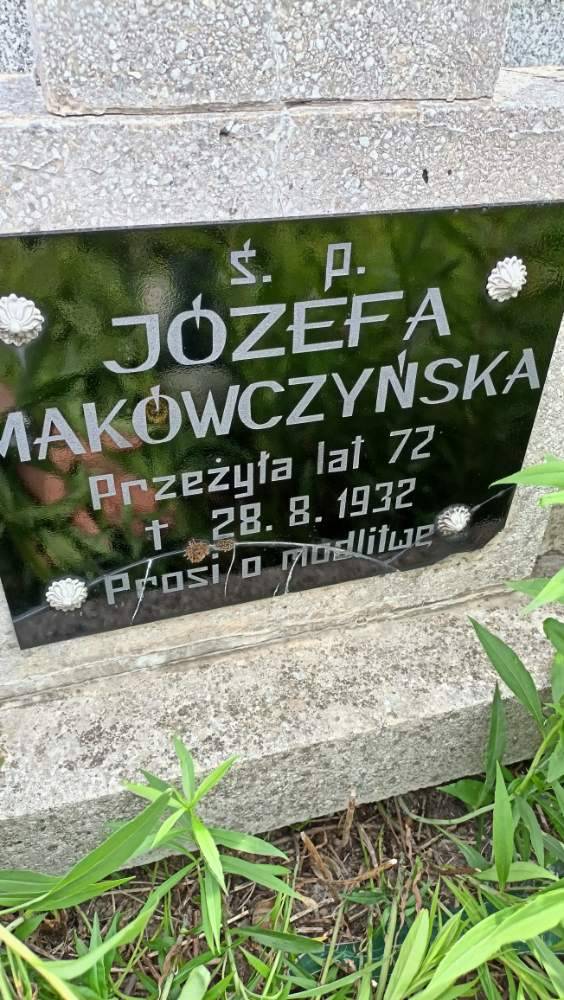 ś. p.
JÓZEFA
MAKÓWCZYŃSKA
Przeżyła lat 72
† 28. 8. 1932
Prosi o modlitwę